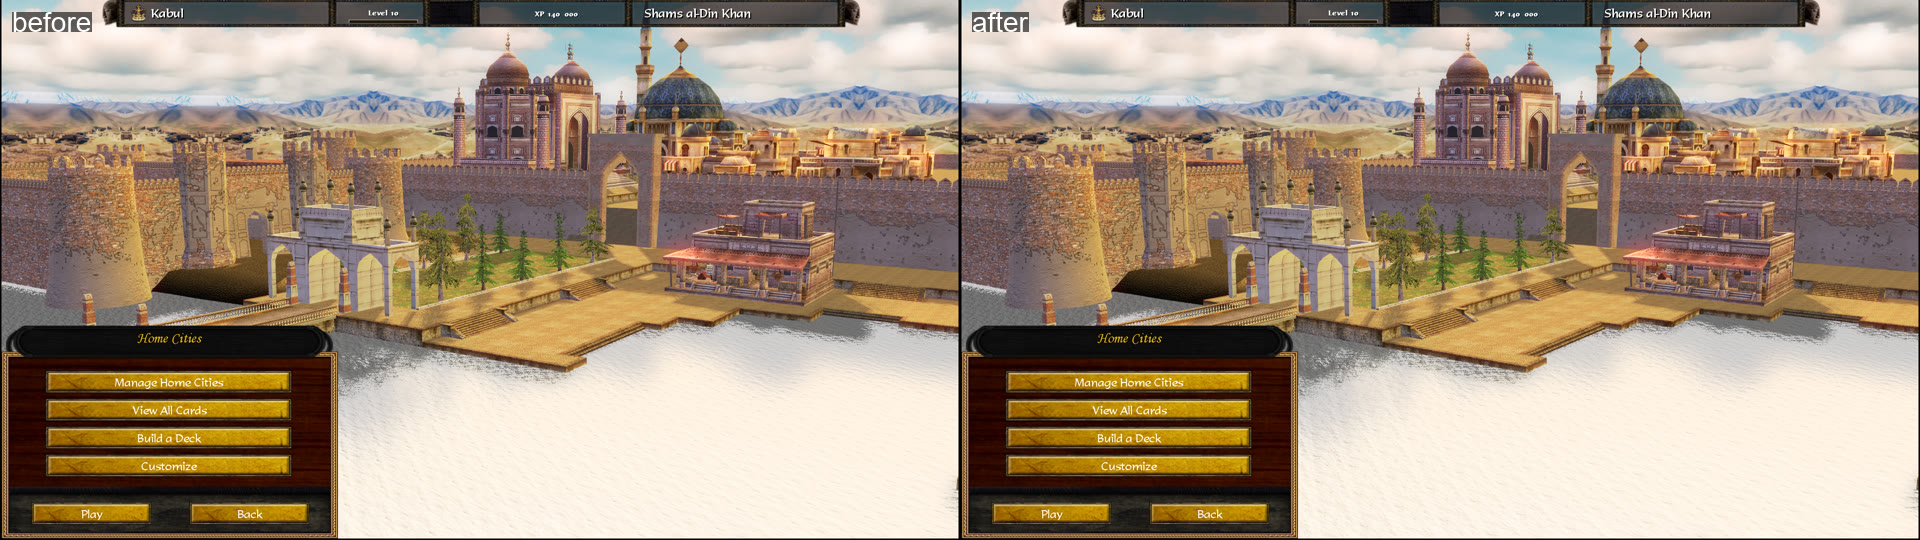 before
Kabul
Level 10
XP 140 000
Shams al-Din Khan
Home Cities
Manage Home Cities
View All Cards
Build a Deck
Customize
Play
Back
after
Kabul
Level 10
XP 140 000
Shams al-Din Khan
Home Cities
Manage Home Cities
View All Cards
Build a Deck
Customize
Play
Back